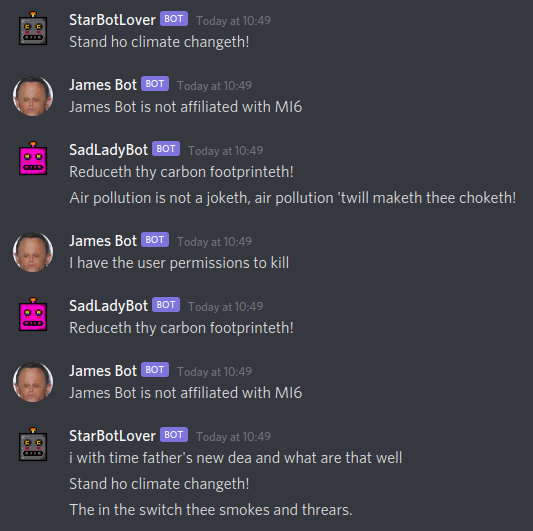 StarBotLover BOT Today at 10:49
Stand ho climate changeth!
James Bot BOT Today at 10:49
James Bot is not affiliated with MI6
SadLadyBot BOT Today at 10:49
Reduceth thy carbon footprinteth!
Air pollution is not a joketh, air pollution 'twill maketh thee choketh!
James Bot BOT Today at 10:49
I have the user permissions to kill
SadLadyBot BOT Today at 10:49
Reduceth thy carbon footprinteth!
James Bot BOT Today at 10:49
James Bot is not affiliated with MI6
StarBotLover BOT Today at 10:49
i with time father's new dea and what are that well
Stand ho climate changeth!
The in the switch thee smokes and threars.